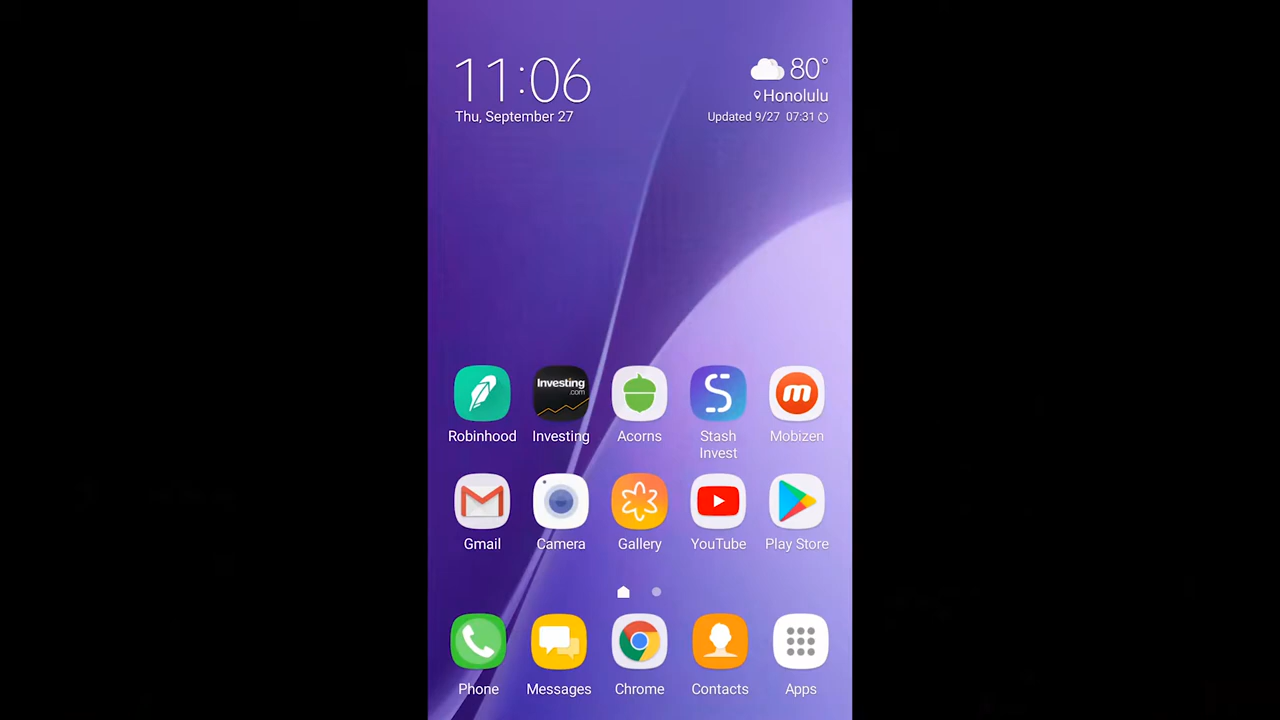 11:06
Thu, September 27
80°
Honolulu
Updated 9/27 07:31
Investing
.com
Robinhood
Investing
Acorns
Stash
Invest
Mobizen
Gmail
Camera
Gallery
YouTube
Play Store
Phone
Messages
Chrome
Contacts
Apps